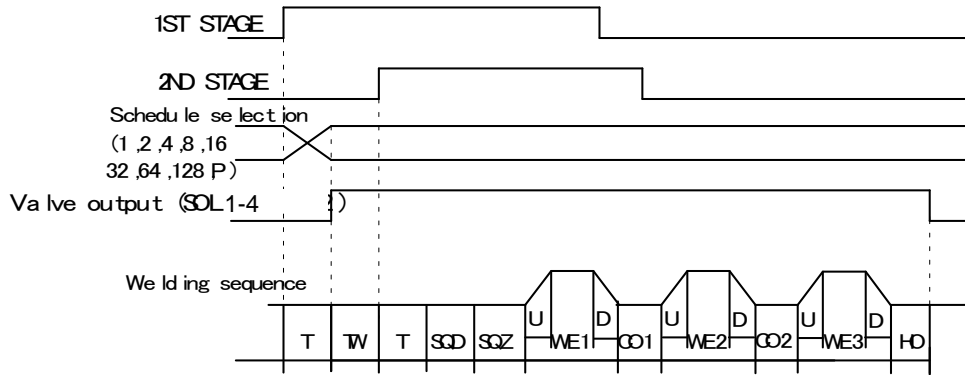 1ST STAGE
2ND STAGE
Schedule selection
(1 ,2 ,4 ,8 ,16
32 ,64 ,128 ,P)
Valve output (SOL1-4 )
Welding sequence
U D U D U D
T TW T SQD SQZ WE1 CO1 WE2 CO2 WE3 HO